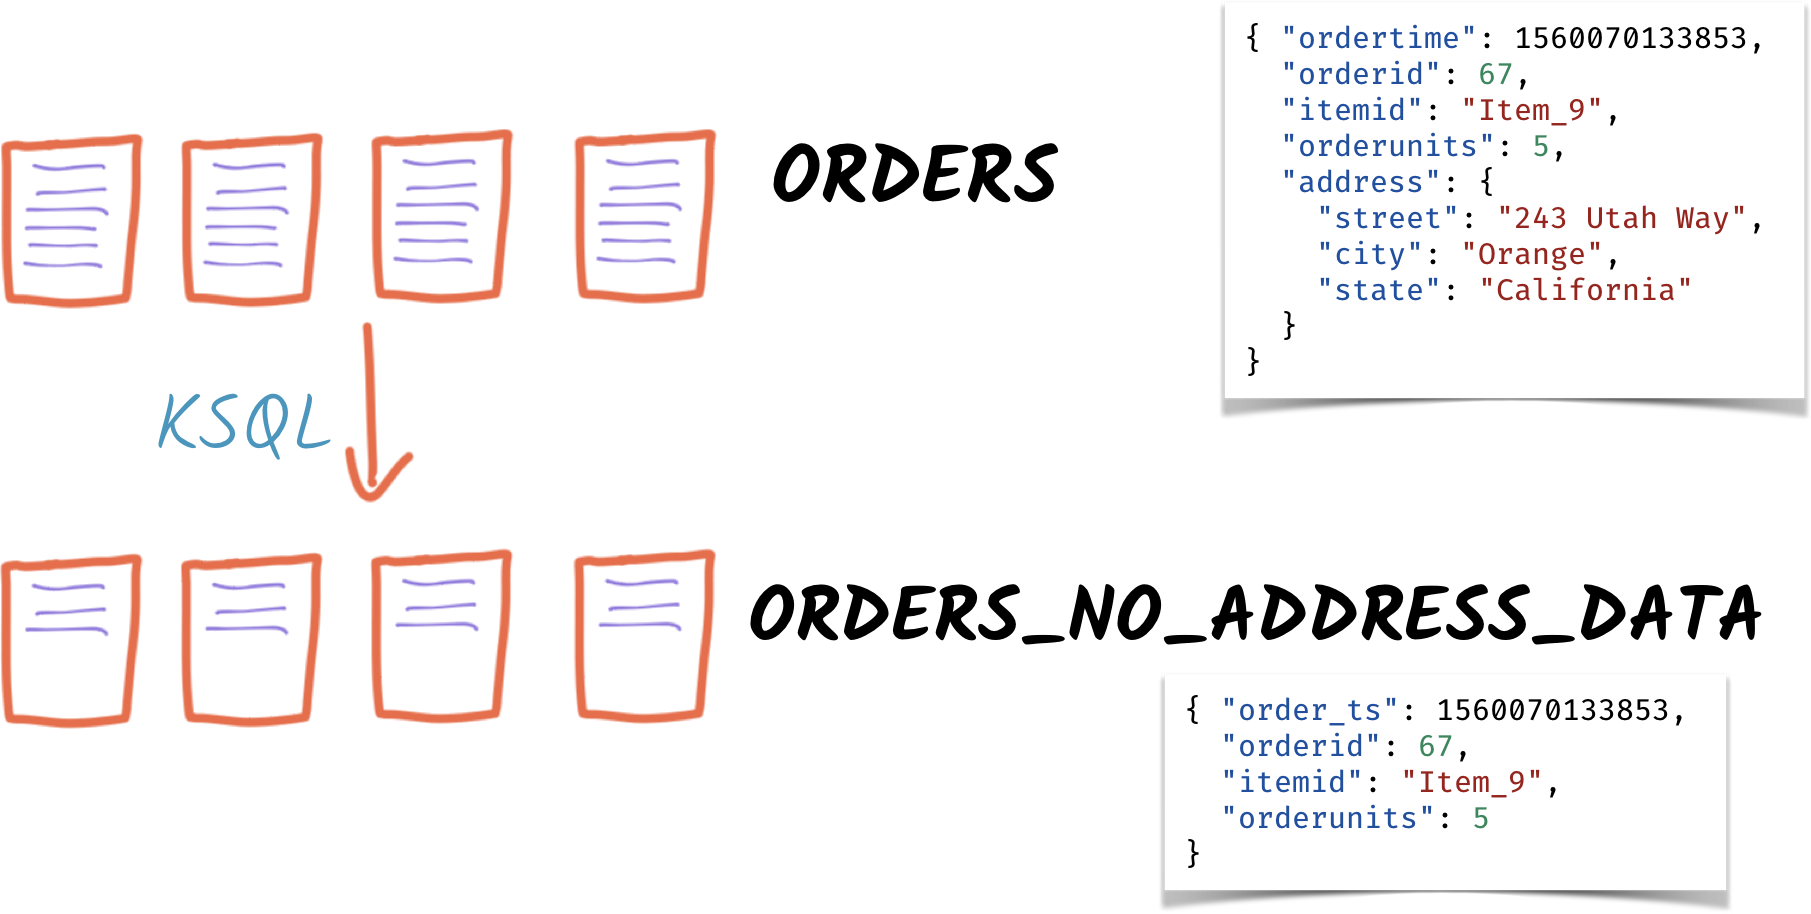 ORDERS
{ "ordertime": 1560070133853,
"orderid": 67,
"itemid": "Item_9",
"orderunits": 5,
"address": {
"street": "243 Utah Way",
"city": "Orange",
"state": "California"
}
}
KSQL
ORDERS_NO_ADDRESS_DATA
{ "order_ts": 1560070133853,
"orderid": 67,
"itemid": "Item_9",
"orderunits": 5
}